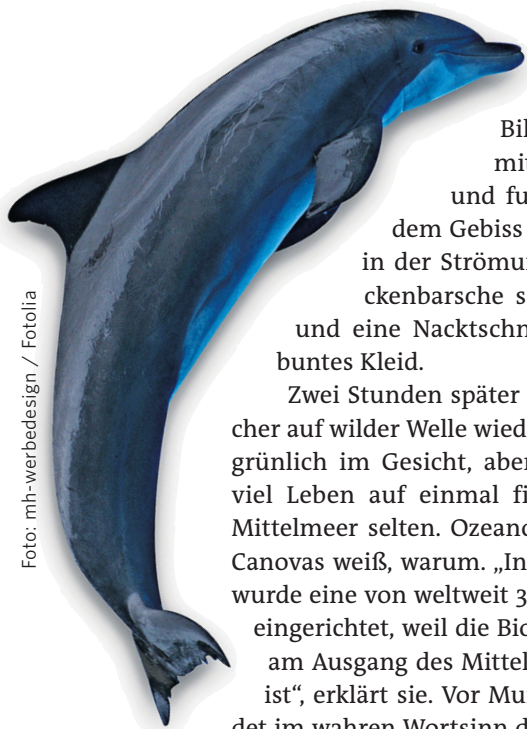 Bil
mit
und fu
dem Gebiss
in der Strömu
ckenbarsche s
und eine Nacktschn
buntes Kleid.
Zwei Stunden später
cher auf wilder Welle wied
grünlich im Gesicht, aber
viel Leben auf einmal fi
Mittelmeer selten. Ozeano
Canovas weiß, warum. „In
wurde eine von weltweit 3
eingerichtet, weil die Bio
am Ausgang des Mittel
ist“, erklärt sie. Vor Mu
det im wahren Wortsinn d
Foto: mh-werbedesign / Fotolia